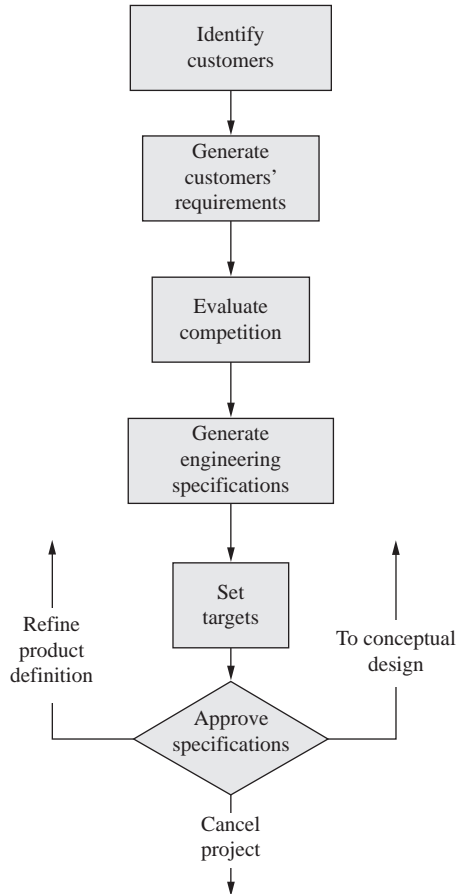 Identify
customers
Generate
customers’
requirements
Evaluate
competition
Generate
engineering
specifications
Set
targets
Refine
product
definition
To conceptual
design
Approve
specifications
Cancel
project